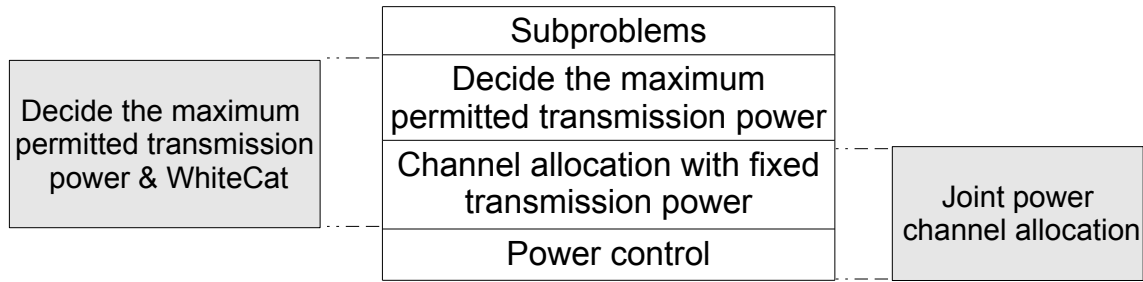 Decide the maximum
permitted transmission
power & WhiteCat
Subproblems
Decide the maximum
permitted transmission power
Channel allocation with fixed
transmission power
Power control
Joint power
channel allocation